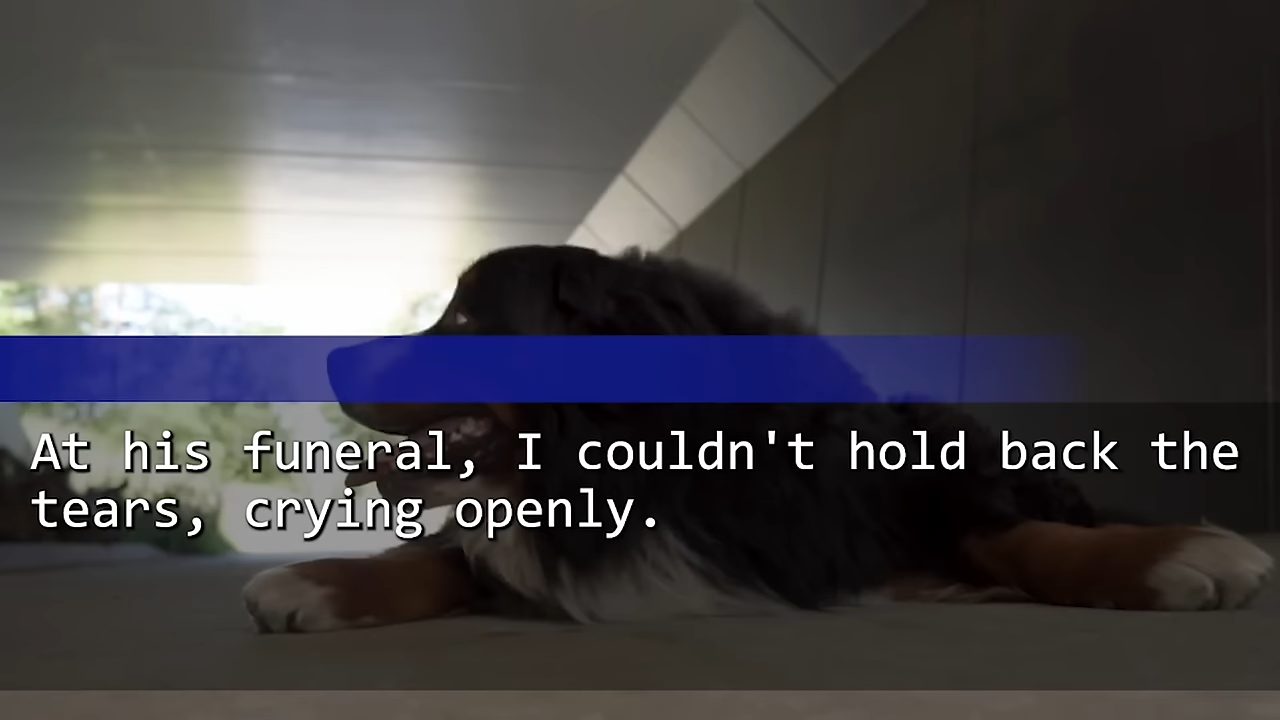 At his funeral, I couldn't hold back the
tears, crying openly.